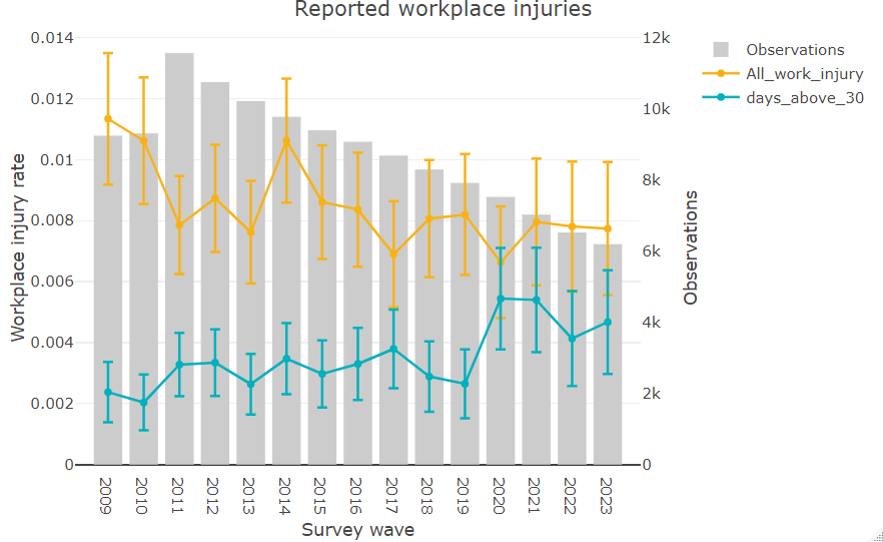 Reported workplace injuries
0.014
0.012
0.01
0.008
0.006
0.004
0.002
0
Workplace injury rate
12k
10k
8k
6k
4k
2k
0
Observations
2009
2010
2011
2012
2013
2014
2015
2016
2017
2018
2019
2020
2021
2022
2023
Survey wave
Observations
All_work_injury
days_above_30